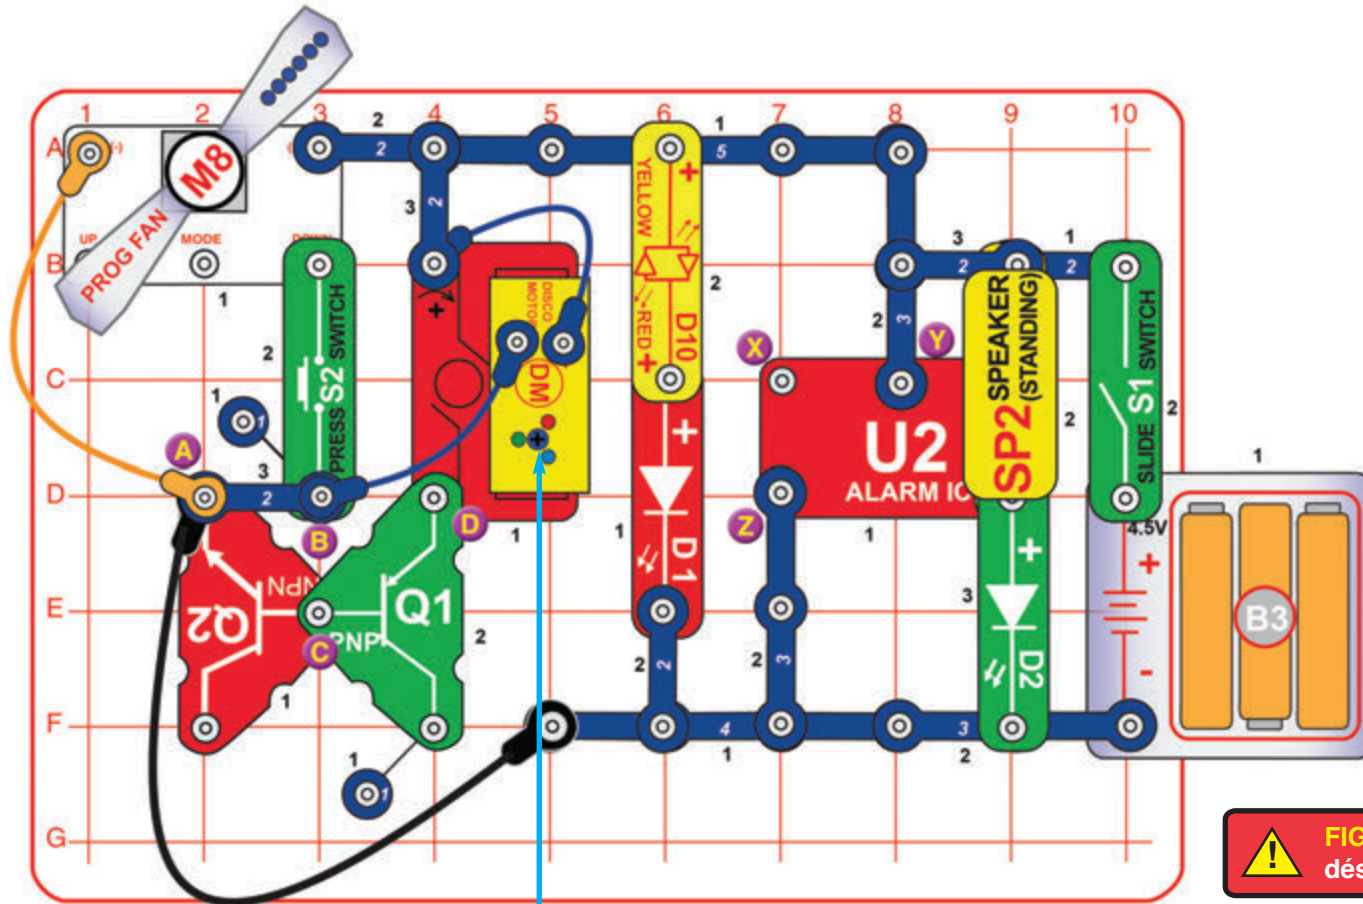 1 2 3 4 5 6 7 8 9 10
A (-) M8 ( 2 2 1 5
PROG FAN
UP MODE DOWN
3 2
YELLOW + RED + D10
2
3 2 1 2
B
1
2
PRESS S2 SWITCH
+
DISCO MOTOR
DM
+
2 3
X Y
C
1 1
SP2 SPEAKER (STANDING)
2
SLIDE S1 SWITCH
2
1
A
3
2
D
B
D
1
U2
ALARM IC
Z
1
+ D1
1
4.5V
+
-
B3
E
Q2 NPN
Q1 PNP
C
2
1
2 2
2 3
3
+ D2
F
4 1
3 2
1 1
G
!
FIG
dés